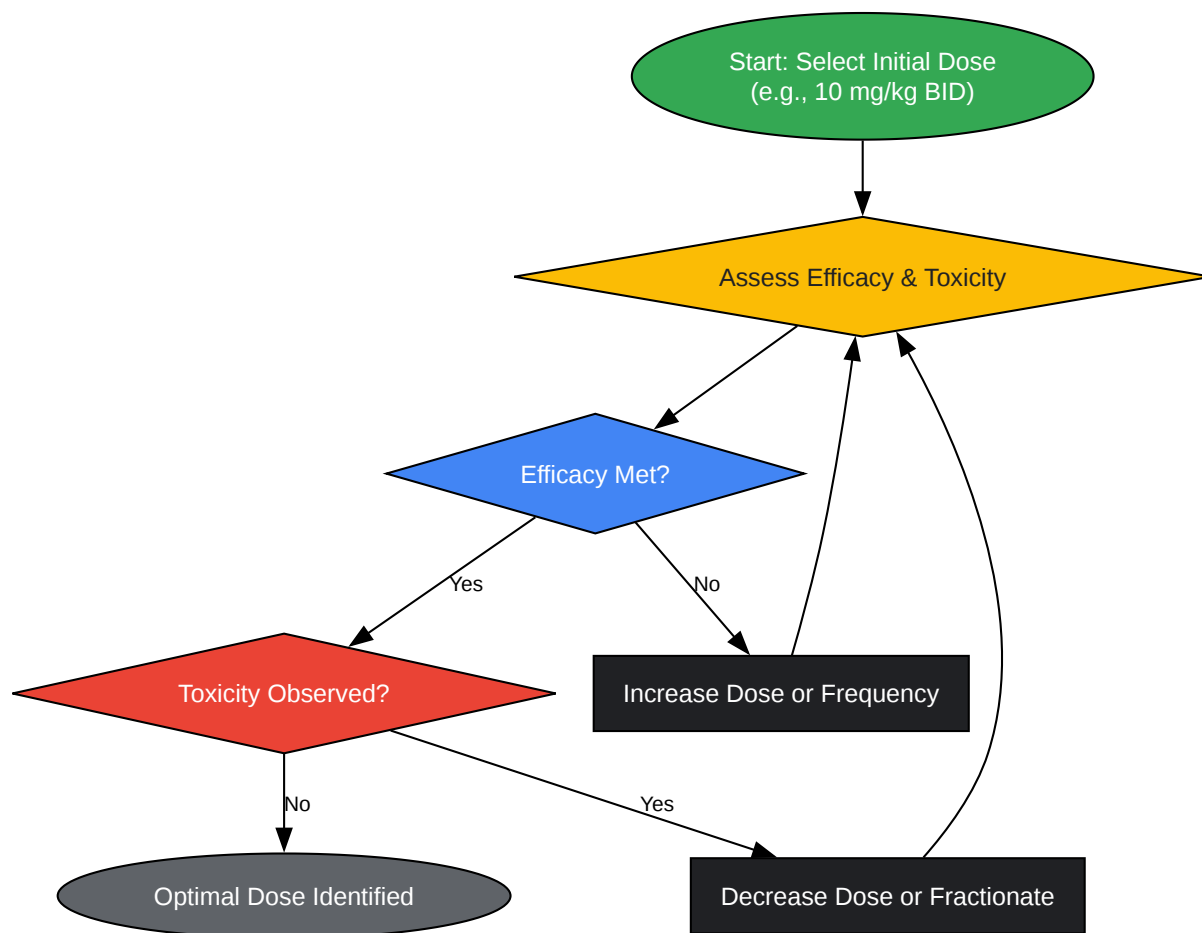 Start: Select Initial Dose
(e.g., 10 mg/kg BID)
Assess Efficacy & Toxicity
Efficacy Met?
Yes
No
Toxicity Observed?
Increase Dose or Frequency
No
Yes
Optimal Dose Identified
Decrease Dose or Fractionate